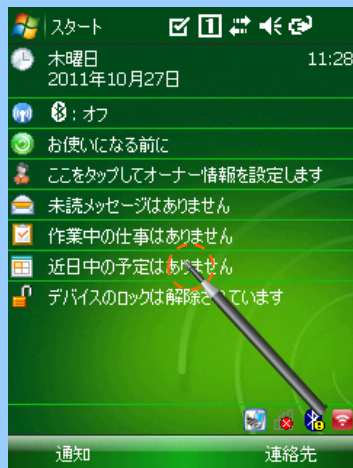 スタート
1
木曜日 11:28
2011年10月27日
: オフ
お使いになる前に
ここをタップしてオーナー情報を設定します
未読メッセージはありません
作業中の仕事はありません
近日中の予定はありません
デバイスのロックは解除されています
通知 連絡先